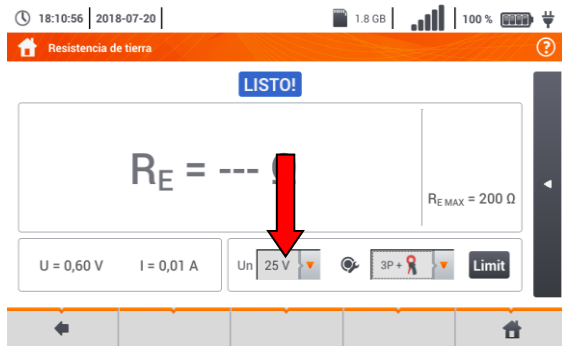 18:10:56 2018-07-20 1.8 GB 100 %
Resistencia de tierra ?
LISTO!
RE = --- Ω
RE MAX = 200 Ω
U = 0,60 V I = 0,01 A Un 25 V 3P + Limit